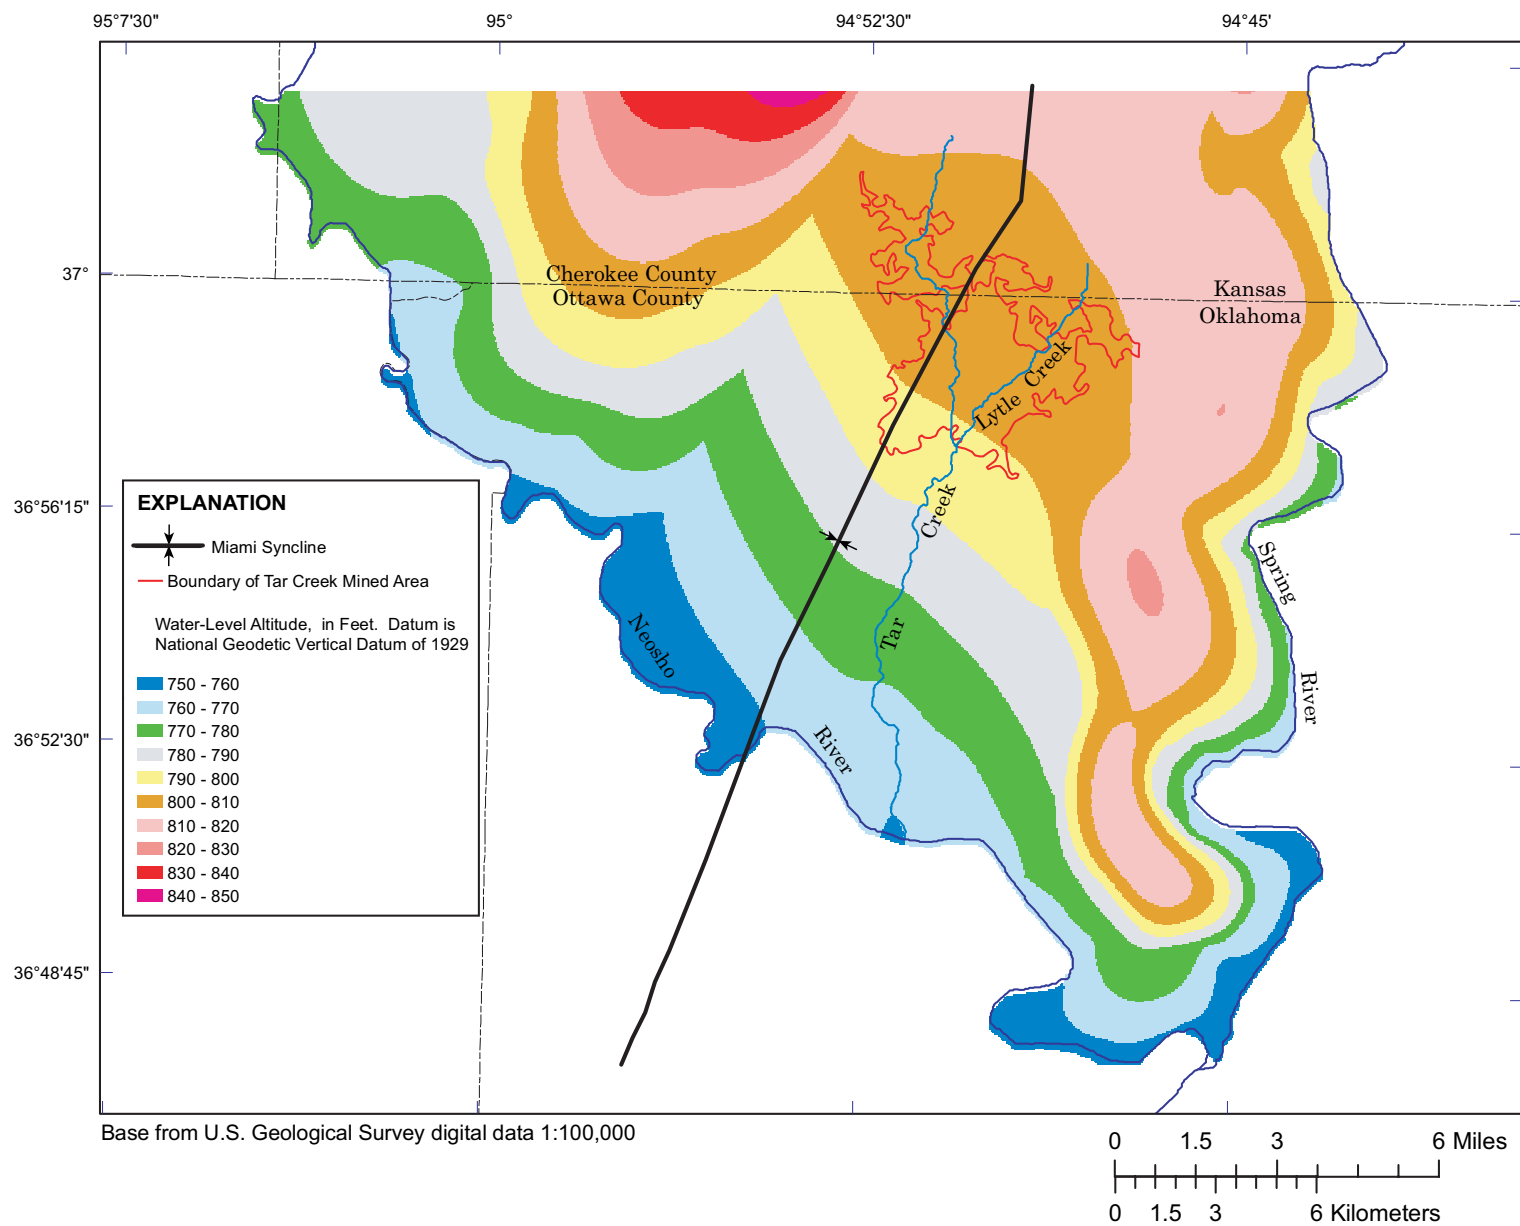 95°7'30"
95°
94°52'30"
94°45'
37°
Cherokee County
Ottawa County
Kansas
Oklahoma
Lytle Creek
36°56'15"
Tar Creek
Spring River
Neosho River
36°52'30"
36°48'45"
EXPLANATION
Miami Syncline
Boundary of Tar Creek Mined Area
Water-Level Altitude, in Feet. Datum is
National Geodetic Vertical Datum of 1929
750 - 760
760 - 770
770 - 780
780 - 790
790 - 800
800 - 810
810 - 820
820 - 830
830 - 840
840 - 850
Base from U.S. Geological Survey digital data 1:100,000
0 1.5 3 6 Miles
0 1.5 3 6 Kilometers